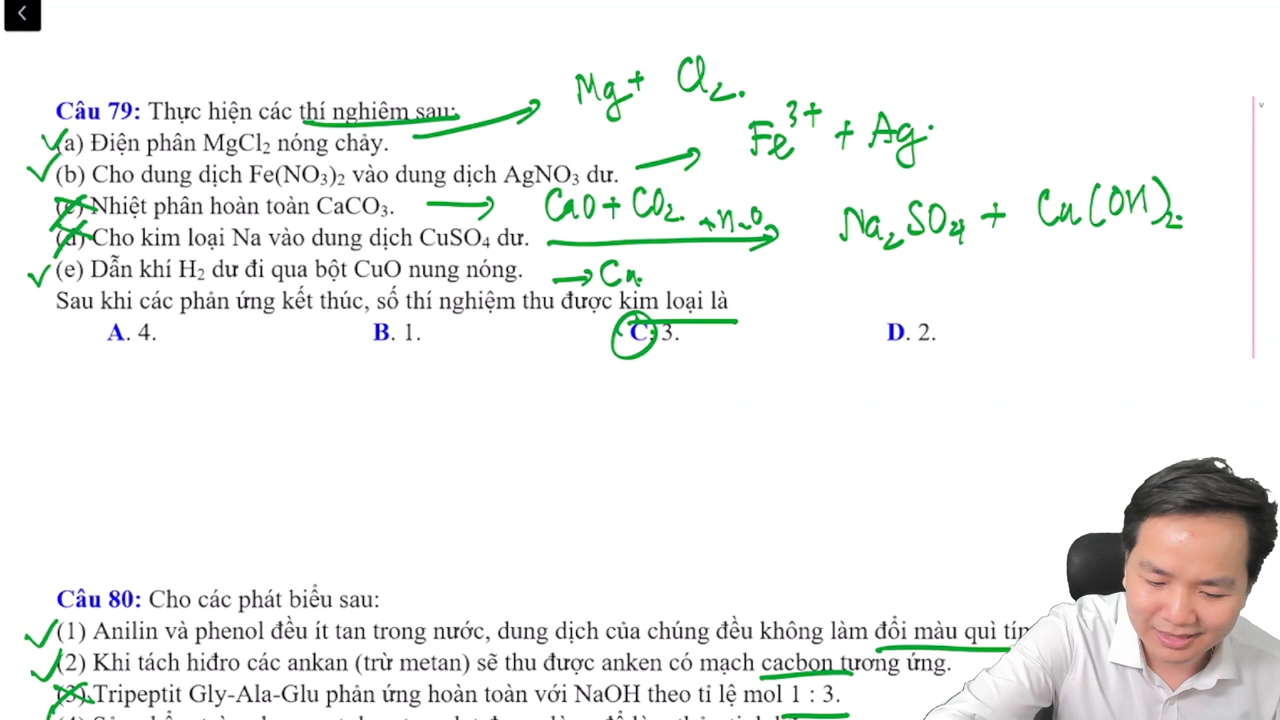 Mg + Cl₂.
Câu 79: Thực hiện các thí nghiêm sau:
(a) Điện phân MgCl₂ nóng chảy.
Fe³⁺ + Ag.
(b) Cho dung dịch Fe(NO₃)₂ vào dung dịch AgNO₃ dư.
(c) Nhiệt phân hoàn toàn CaCO₃.
CaO + CO₂
+H₂O
Na₂SO₄ + Cu(OH)₂
(d) Cho kim loại Na vào dung dịch CuSO₄ dư.
(e) Dẫn khí H₂ dư đi qua bột CuO nung nóng.
→ Cu
Sau khi các phản ứng kết thúc, số thí nghiệm thu được kim loại là
A. 4. B. 1. C. 3. D. 2.
Câu 80: Cho các phát biểu sau:
(1) Anilin và phenol đều ít tan trong nước, dung dịch của chúng đều không làm đổi màu quì
(2) Khi tách hiđro các ankan (trừ metan) sẽ thu được anken có mạch cacbon tương ứng.
(3) Tripeptit Gly-Ala-Glu phản ứng hoàn toàn với NaOH theo tỉ lệ mol 1 : 3.